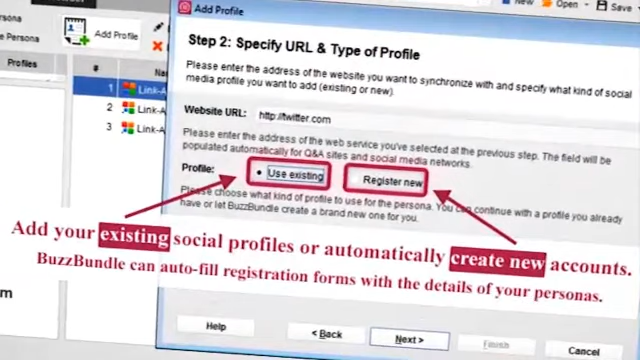 New
Open
Save
Persona
Add Profile
Profiles
#
1 Link-A
2 Link-A
3 Link-A
Add Profile
Step 2: Specify URL & Type of Profile
Please enter the address of the website you want to synchronize with and specify what kind of social
media profile you want to add (existing or new).
Website URL: http://twitter.com
Please enter the address of the web service you've selected at the previous step. The field will be
populated automatically for Q&A sites and social media networks.
Profile: Use existing Register new
Please choose what kind of profile to use for the persona. You can continue with a profile you already
have or let BuzzBundle create a brand new one for you.
Add your existing social profiles or automatically create new accounts.
BuzzBundle can auto-fill registration forms with the details of your personas.
Help
< Back
Next >
Finish
Cancel